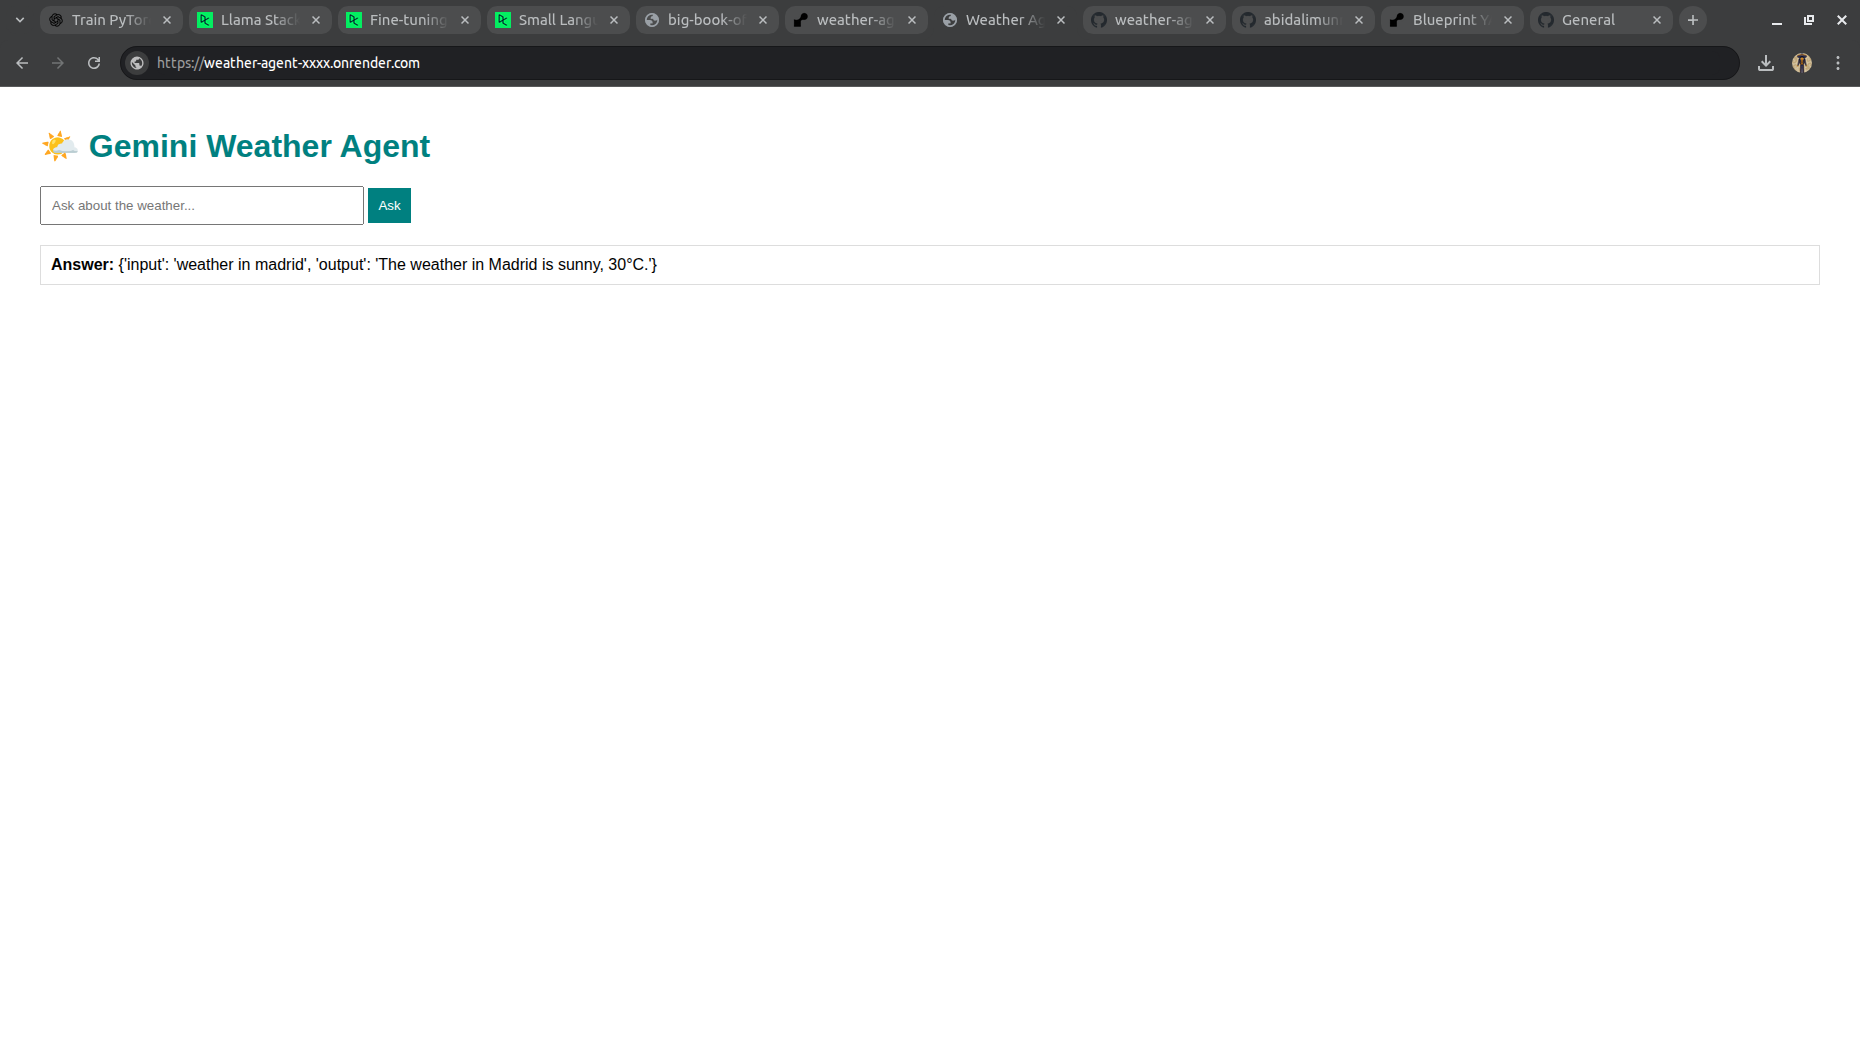 Train PyTor
Llama Stack
Fine-tuning
Small Langu
big-book-of
weather-ag
Weather Ag
weather-ag
abidalimun
Blueprint Y
General
https://weather-agent-xxxx.onrender.com
Gemini Weather Agent
Ask about the weather...
Ask
Answer: {'input': 'weather in madrid', 'output': 'The weather in Madrid is sunny, 30°C.'}